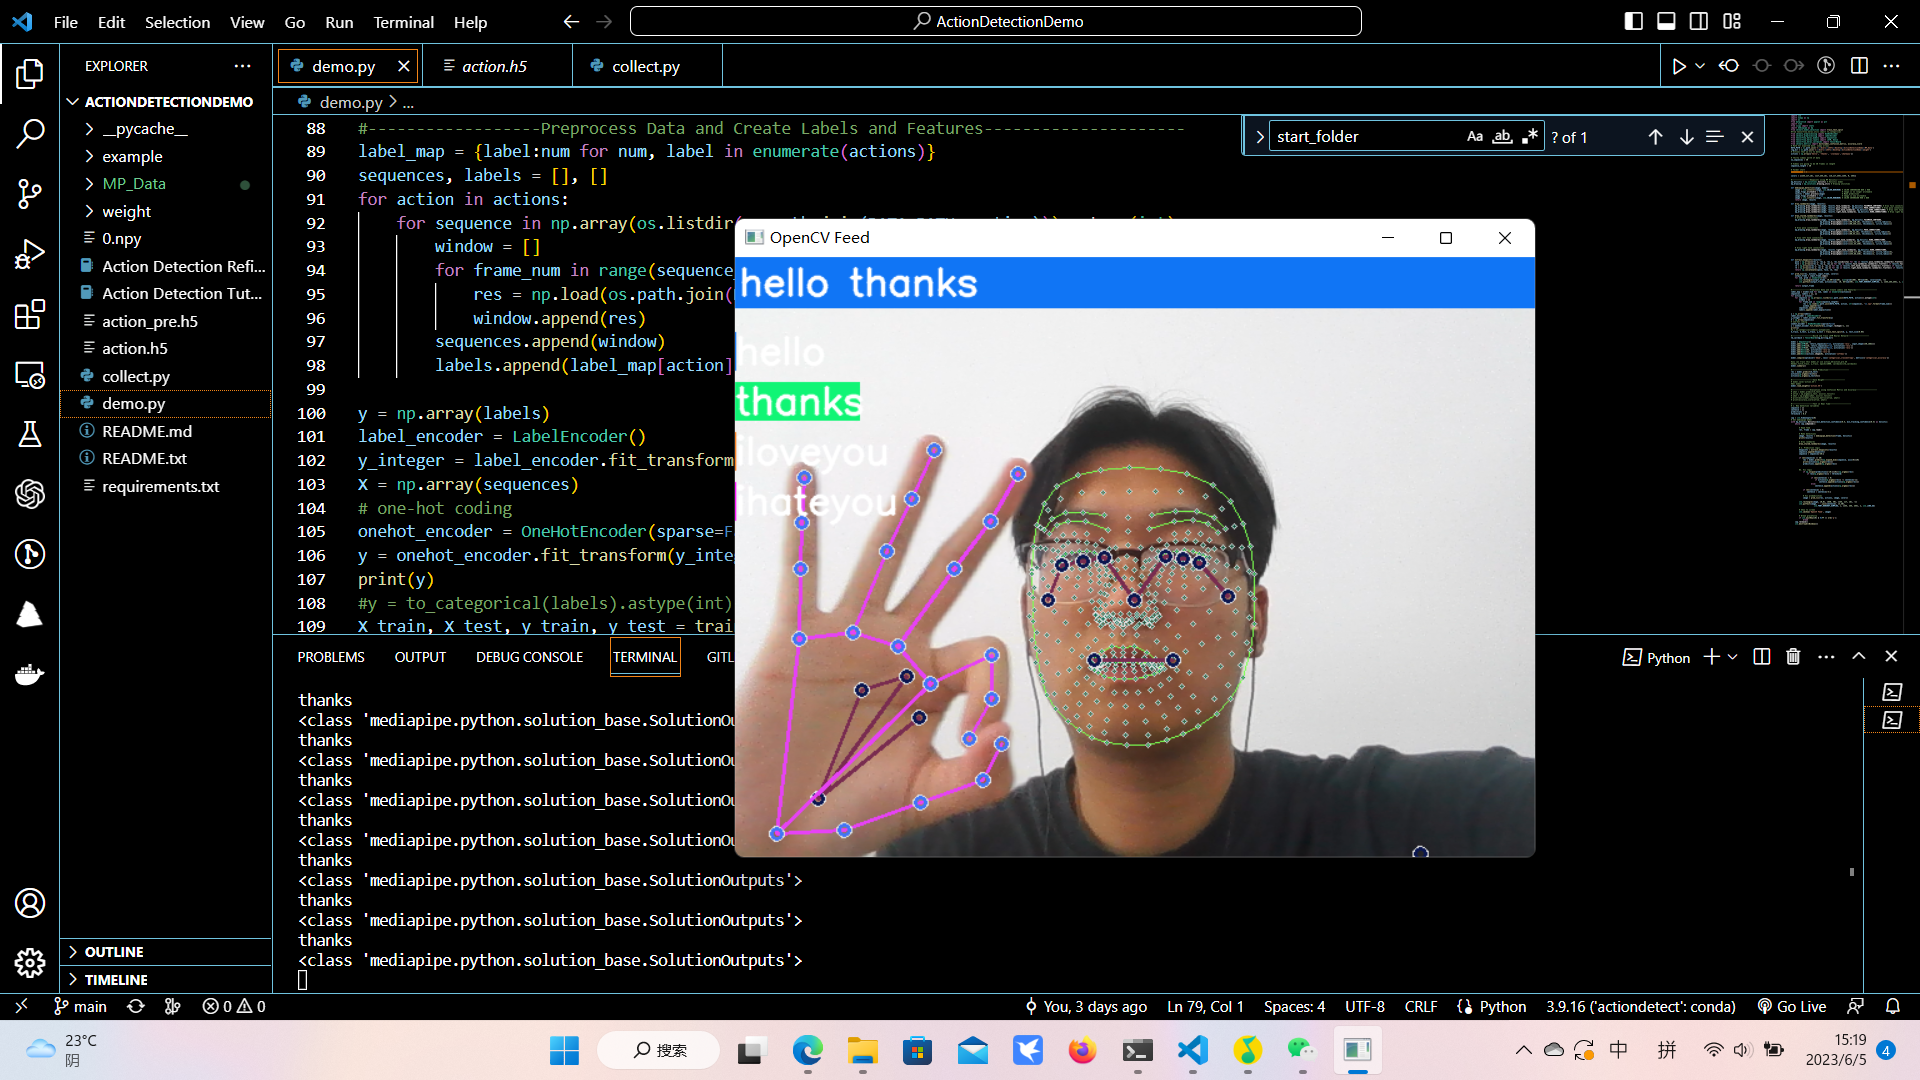 File Edit Selection View Go Run Terminal Help
ActionDetectionDemo
EXPLORER
demo.py
action.h5
collect.py
ACTIONDETECTIONDEMO
__pycache__
example
MP_Data
weight
0.npy
Action Detection Refi...
Action Detection Tut...
action_pre.h5
action.h5
collect.py
demo.py
README.md
README.txt
requirements.txt
OUTLINE
TIMELINE
demo.py > ...
start_folder
Aa ab .*
? of 1
88 #------------------Preprocess Data and Create Labels and Features---------------------
89 label_map = {label:num for num, label in enumerate(actions)}
90 sequences, labels = [], []
91 for action in actions:
92 for sequence in np.array(os.listdir(
93 window = []
94 for frame_num in range(sequence
95 res = np.load(os.path.join(
96 window.append(res)
97 sequences.append(window)
98 labels.append(label_map[action]
99
100 y = np.array(labels)
101 label_encoder = LabelEncoder()
102 y_integer = label_encoder.fit_transform
103 X = np.array(sequences)
104 # one-hot coding
105 onehot_encoder = OneHotEncoder(sparse=F
106 y = onehot_encoder.fit_transform(y_inte
107 print(y)
108 #y = to_categorical(labels).astype(int)
109 X_train, X_test, y_train, y_test = trai
OpenCV Feed
hello thanks
hello
thanks
iloveyou
ihateyou
PROBLEMS OUTPUT DEBUG CONSOLE TERMINAL GITL
Python
thanks
<class 'mediapipe.python.solution_base.SolutionOu
thanks
<class 'mediapipe.python.solution_base.SolutionOu
thanks
<class 'mediapipe.python.solution_base.SolutionOu
thanks
<class 'mediapipe.python.solution_base.SolutionOu
thanks
<class 'mediapipe.python.solution_base.SolutionOutputs'>
thanks
<class 'mediapipe.python.solution_base.SolutionOutputs'>
thanks
<class 'mediapipe.python.solution_base.SolutionOutputs'>
main 0 0 You, 3 days ago Ln 79, Col 1 Spaces: 4 UTF-8 CRLF Python 3.9.16 ('actiondetect': conda) Go Live
23°C
阴
搜索
中 拼
15:19
2023/6/5
4